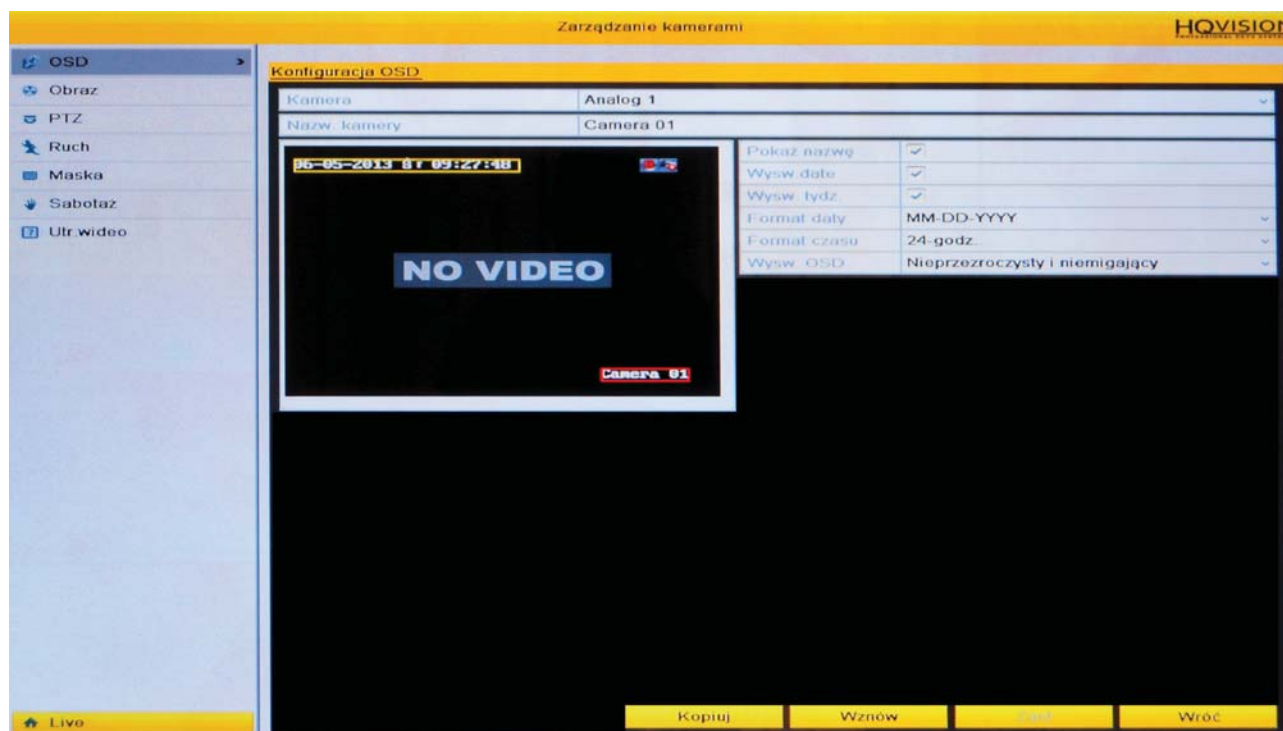 Zarządzanie kamerami
HQVISION
OSD
Obraz
PTZ
Ruch
Maska
Sabotaż
Utr.wideo
Live
Konfiguracja OSD
Kamera Analog 1
Nazw. kamery Camera 01
06-05-2013 09:27:48
NO VIDEO
Camera 01
Pokaż nazwę
Wysw.date
Wysw. tydz.
Format daty MM-DD-YYYY
Format czasu 24-godz.
Wysw. OSD Nieprzezroczysty i niemigający
Kopiuj Wznów Wróć